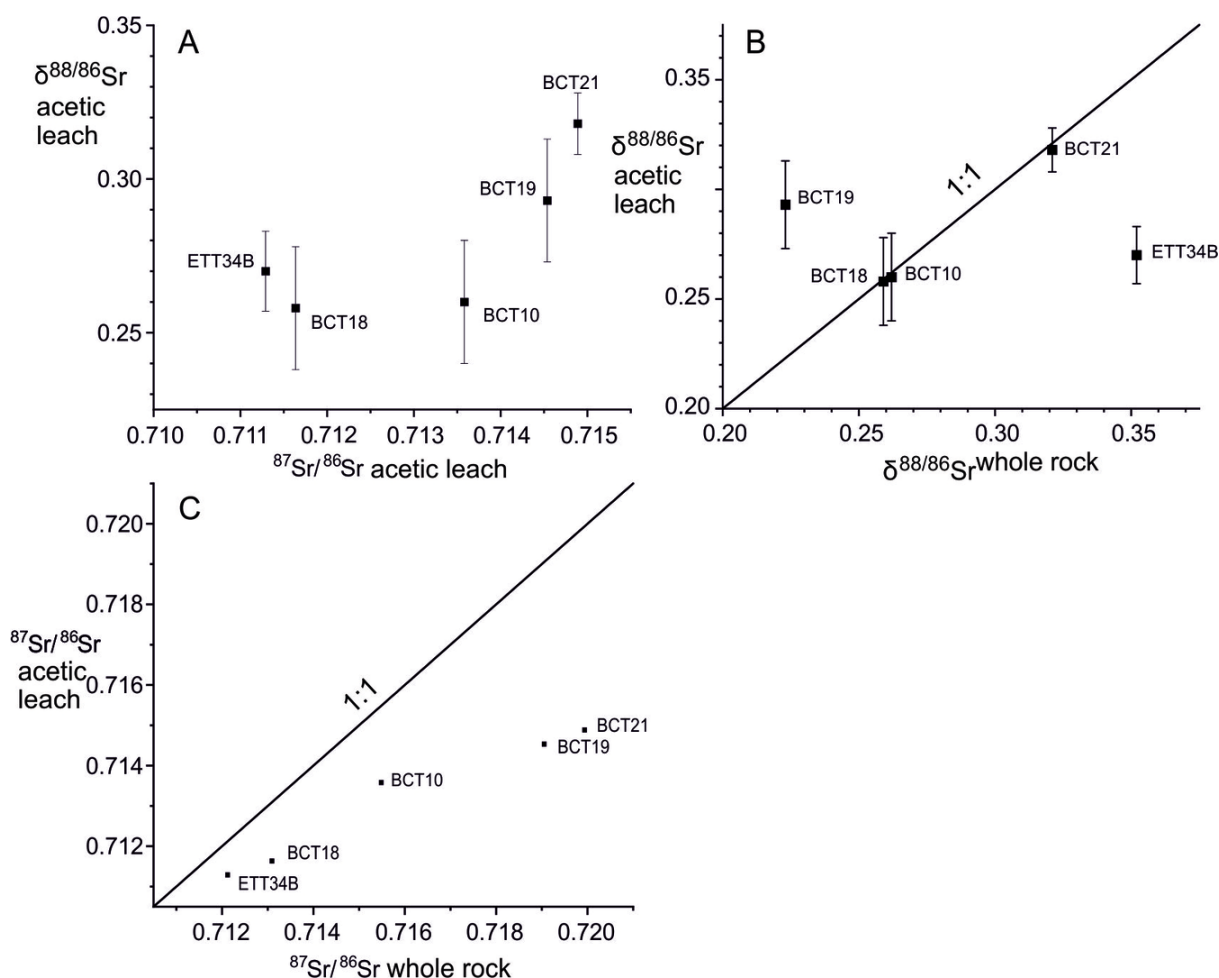 A
δ88/86Sr
acetic
leach
0.35
0.30
0.25
BCT21
BCT19
ETT34B
BCT18
BCT10
0.710 0.711 0.712 0.713 0.714 0.715
87Sr/86Sr acetic leach
B
δ88/86Sr
acetic
leach
0.35
0.25
0.20
1:1
BCT21
BCT19
ETT34B
BCT18
BCT10
0.20 0.25 0.30 0.35
δ88/86Sr whole rock
C
87Sr/86Sr
acetic
leach
0.720
0.718
0.716
0.714
0.712
1:1
BCT21
BCT19
BCT10
BCT18
ETT34B
0.712 0.714 0.716 0.718 0.720
87Sr/86Sr whole rock